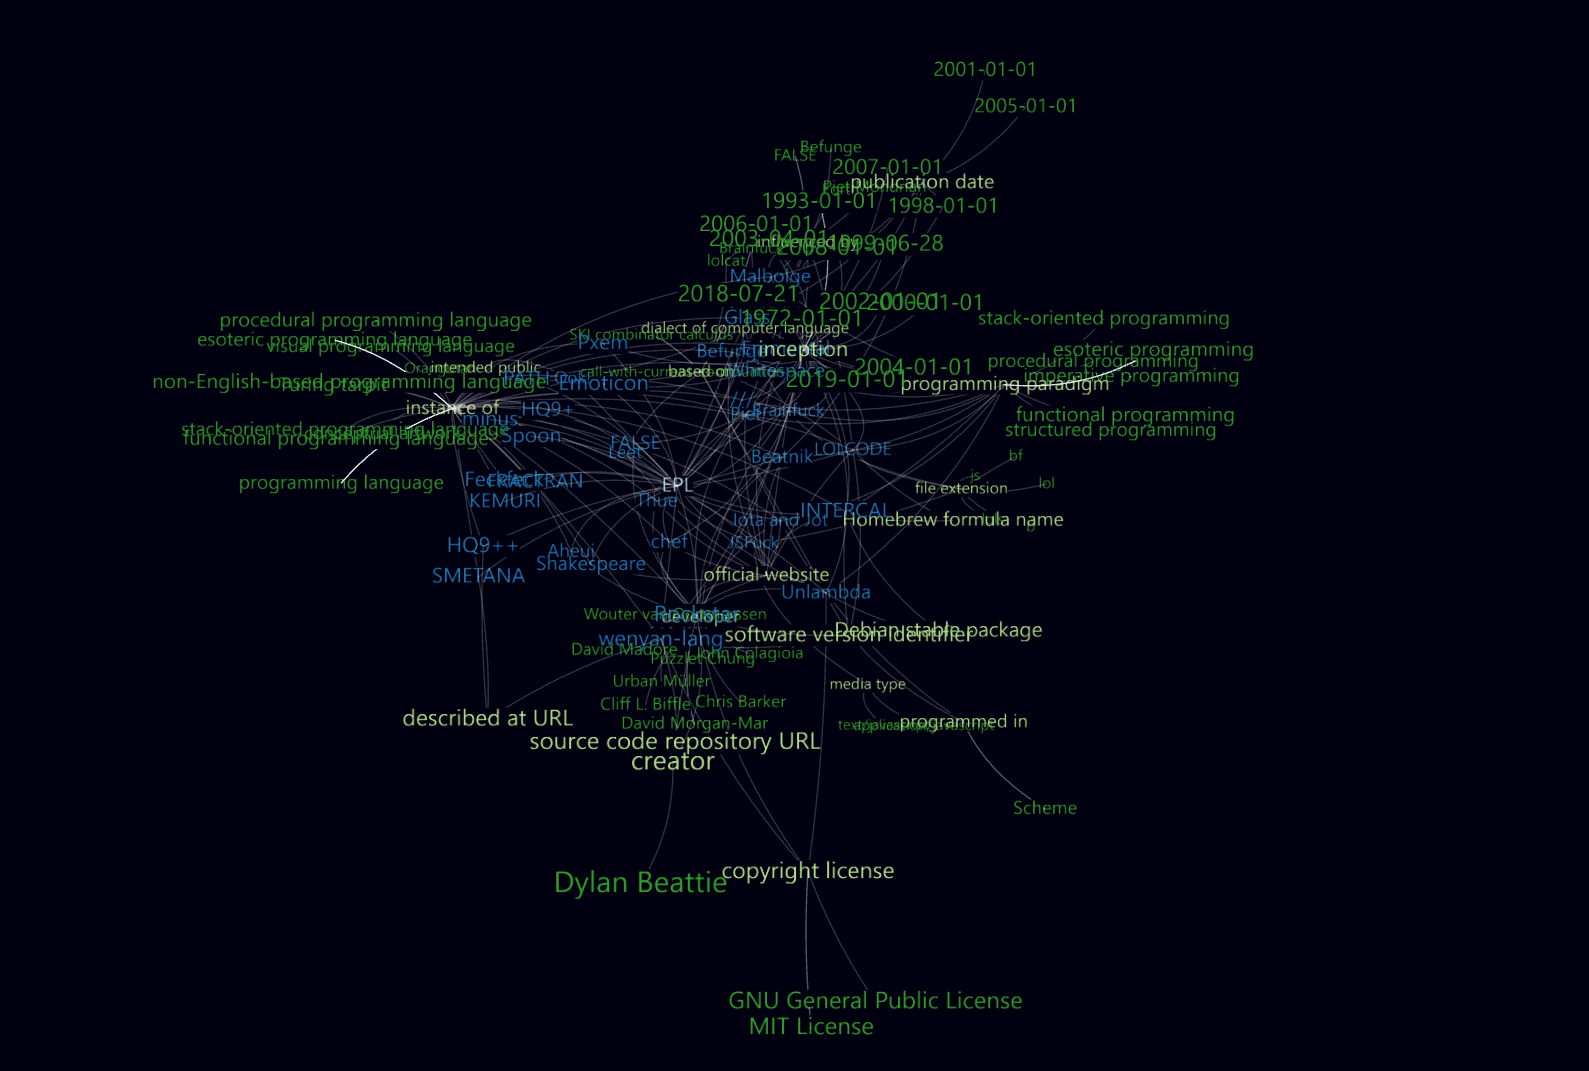 2001-01-01
2005-01-01
Befunge
FALSE
2007-01-01
publication date
1993-01-01
1998-01-01
2006-01-01
2003-04-01
influenced by
1999-06-28
2008-01-01
Brainfuck
lolcat
Malbolge
2018-07-21
2002-01-01
2000-01-01
Glass
1972-01-01
stack-oriented programming
procedural programming language
dialect of computer language
SKI combinator calculus
esoteric programming language
visual programming language
Pxem
Befunge
inception
esoteric programming
procedural programming
intended public
based on
Whitespace
2004-01-01
imperative programming
non-English-based programming language
Turing tarpit
Emoticon
2019-01-01
programming paradigm
instance of
HQ9+
///
Piet
Brainfuck
functional programming
minus
stack-oriented programming language
functional programming language
structured programming
Spoon
FALSE
Leet
Beatnik
LOLCODE
bf
js
programming language
FRACTRAN
EPL
file extension
lol
KEMURI
Thue
INTERCAL
Iota and Jot
Homebrew formula name
HQ9++
Aheui
chef
JSFuck
SMETANA
Shakespeare
official website
Unlambda
Rockstar
developer
wenyan-lang
Debian stable package
software version identifier
David Madore
John Colagioia
Puzzlet Chung
Urban Müller
media type
Cliff L. Biffle
Chris Barker
described at URL
David Morgan-Mar
programmed in
source code repository URL
creator
Scheme
Dylan Beattie
copyright license
GNU General Public License
MIT License